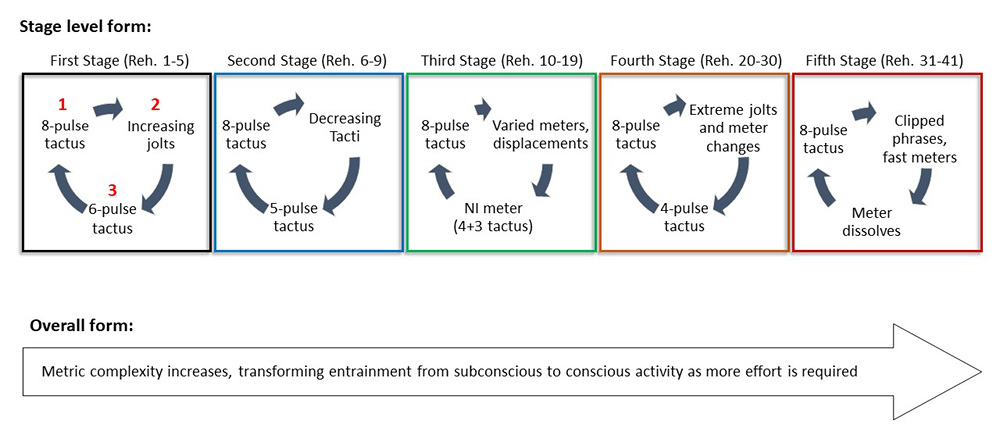 Stage level form:
First Stage (Reh. 1-5)
Second Stage (Reh. 6-9)
Third Stage (Reh. 10-19)
Fourth Stage (Reh. 20-30)
Fifth Stage (Reh. 31-41)
1
8-pulse
tactus
2
Increasing
jolts
3
6-pulse
tactus
8-pulse
tactus
Decreasing
Tacti
5-pulse
tactus
8-pulse
tactus
Varied meters,
displacements
NI meter
(4+3 tactus)
8-pulse
tactus
Extreme jolts
and meter
changes
4-pulse
tactus
8-pulse
tactus
Clipped
phrases,
fast meters
Meter
dissolves
Overall form:
Metric complexity increases, transforming entrainment from subconscious to conscious activity as more effort is required